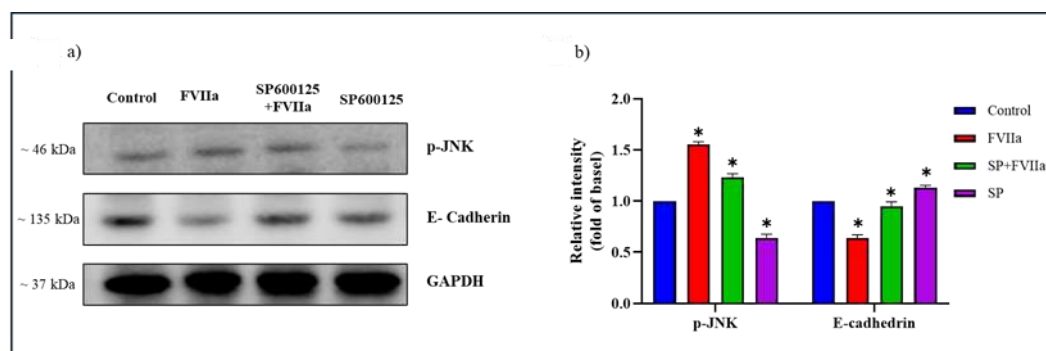 a)
Control FVIIa SP600125 +FVIIa SP600125
~ 46 kDa p-JNK
~ 135 kDa E- Cadherin
~ 37 kDa GAPDH
b)
Relative intensity
(fold of basel)
2.0
1.5
1.0
0.5
0.0
* * * * * *
p-JNK E-cadhedrin
Control
FVIIa
SP+FVIIa
SP